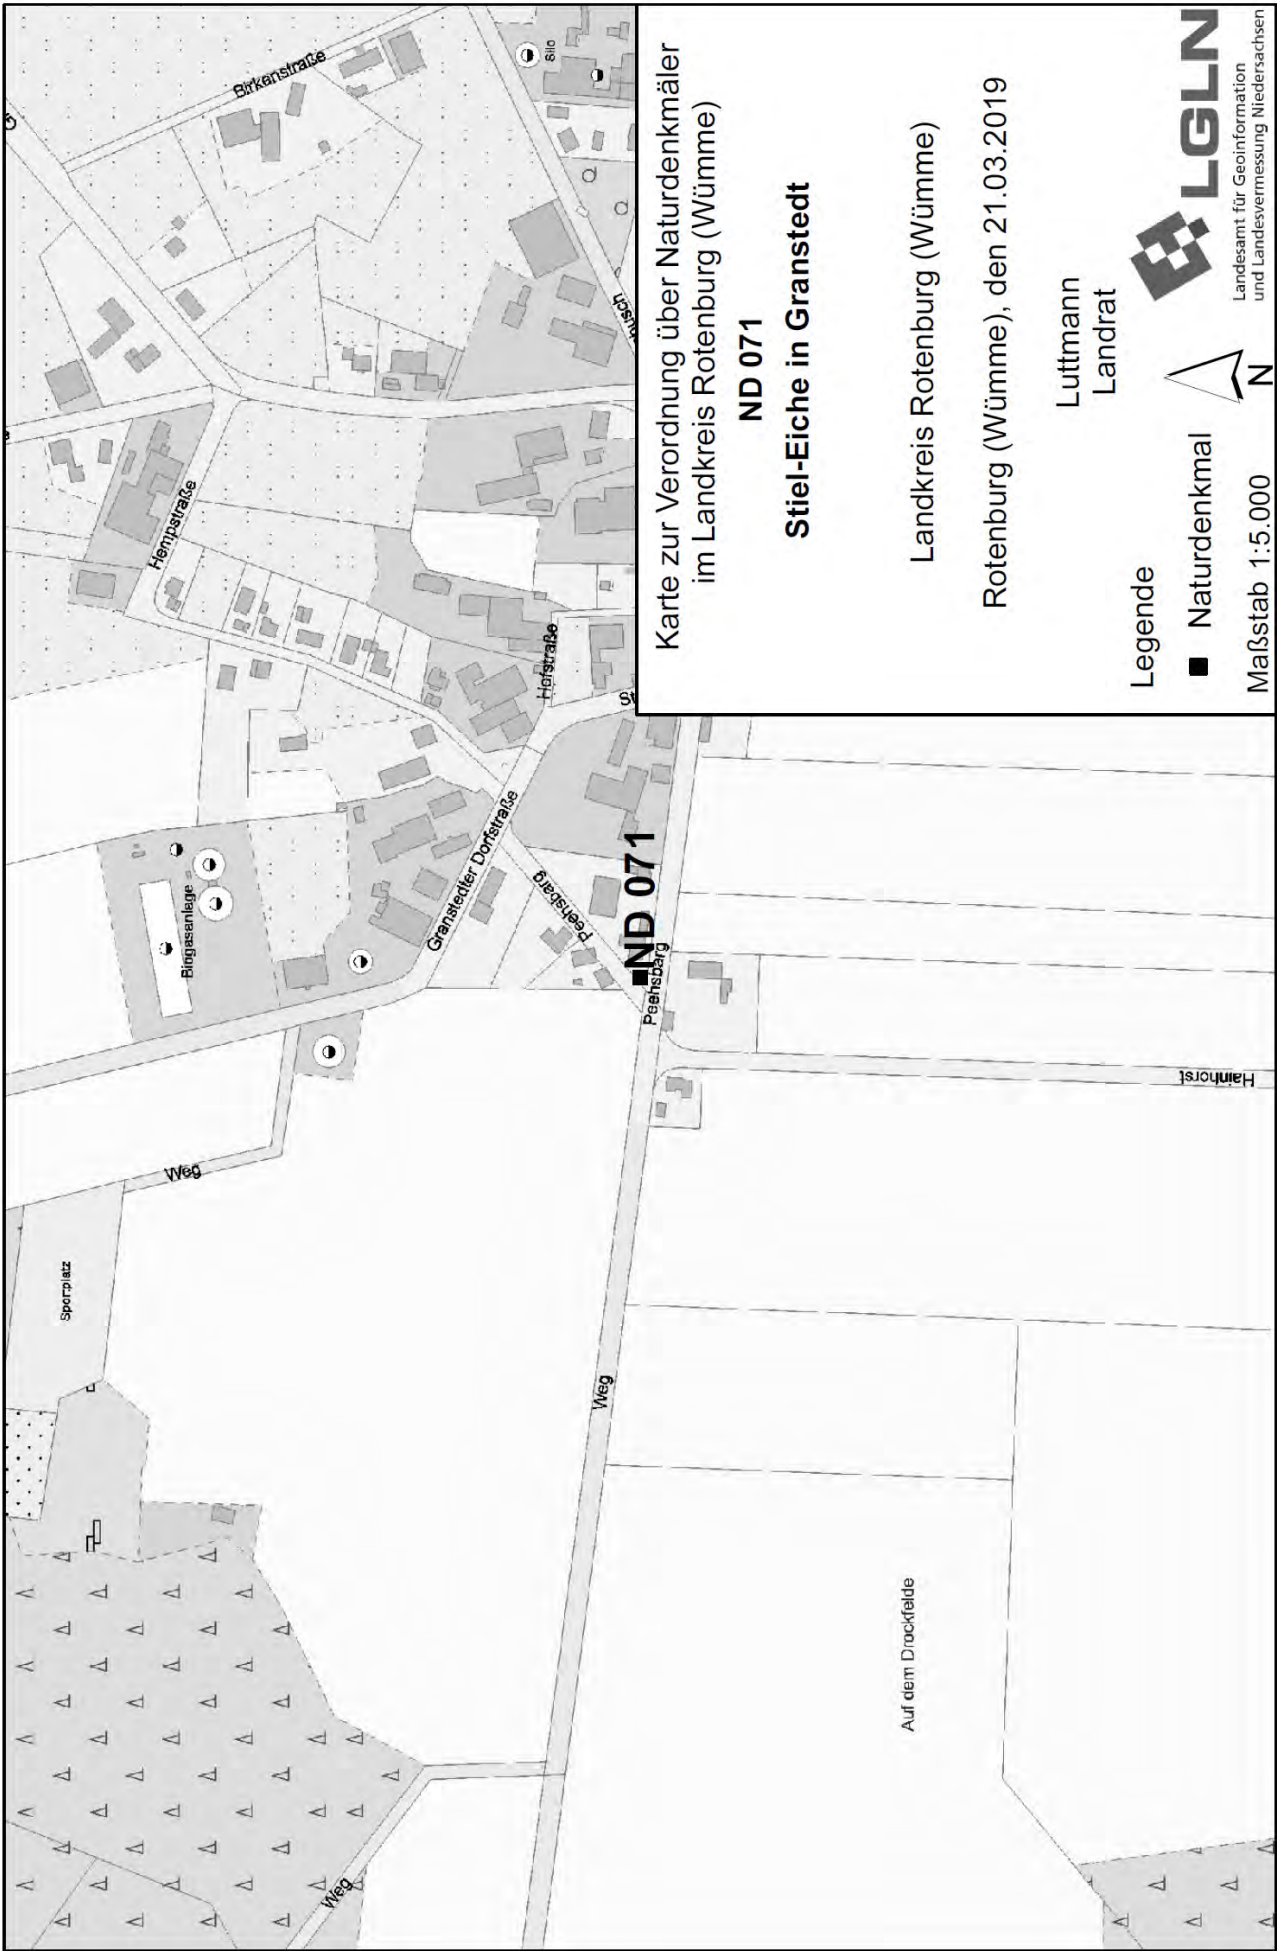 Karte zur Verordnung über Naturdenkmäler
im Landkreis Rotenburg (Wümme)
ND 071
Stiel-Eiche in Granstedt
Landkreis Rotenburg (Wümme)
Rotenburg (Wümme), den 21.03.2019
Luttmann
Landrat
Legende
Naturdenkmal
Maßstab 1:5.000
N
LGLN
Landesamt für Geoinformation
und Landesvermessung Niedersachsen
Birkenstraße
Silo
Hempstraße
Hofstraße
St
busch
Biogasanlage
Granstedter Dorfstraße
Peehsbarg
ND 071
Peehsbarg
Hainhorst
Weg
Sportplatz
Weg
Auf dem Drockfelde
Weg